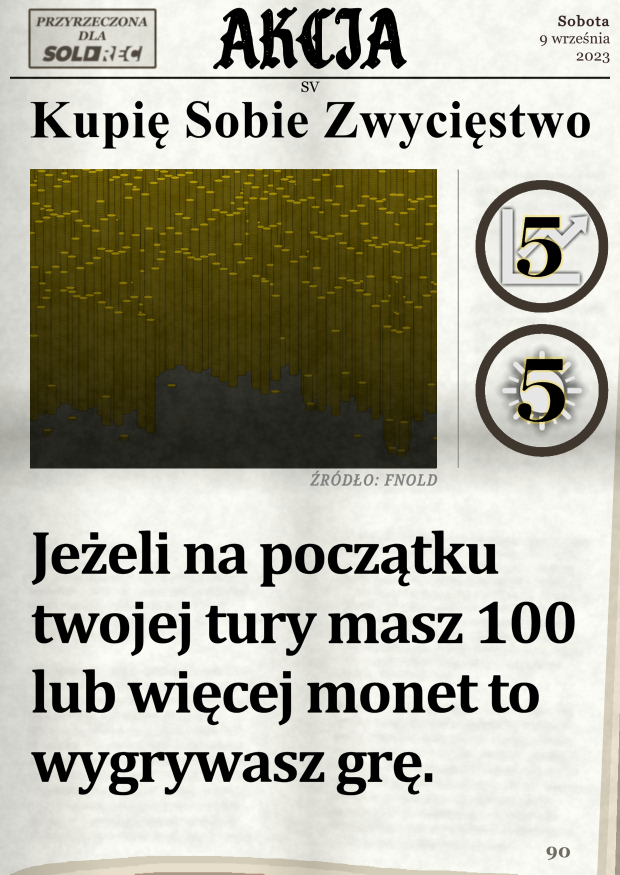 PRZYRZECZONA
DLA
SOLDREC
AKCJA
Sobota
9 września
2023
SV
Kupię Sobie Zwycięstwo
5
5
ŹRÓDŁO: FNOLD
Jeżeli na początku
twojej tury masz 100
lub więcej monet to
wygrywasz grę.
90